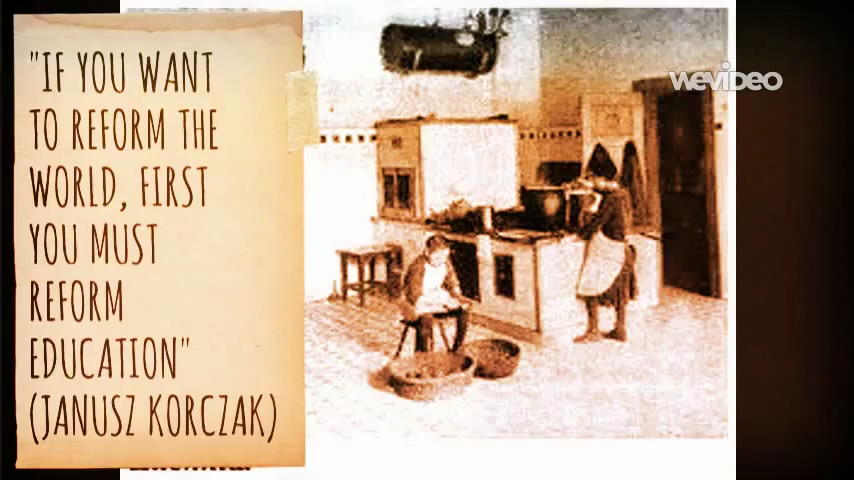 "IF YOU WANT
TO REFORM THE
WORLD, FIRST
YOU MUST
REFORM
EDUCATION"
(JANUSZ KORCZAK)
WEVIDEO